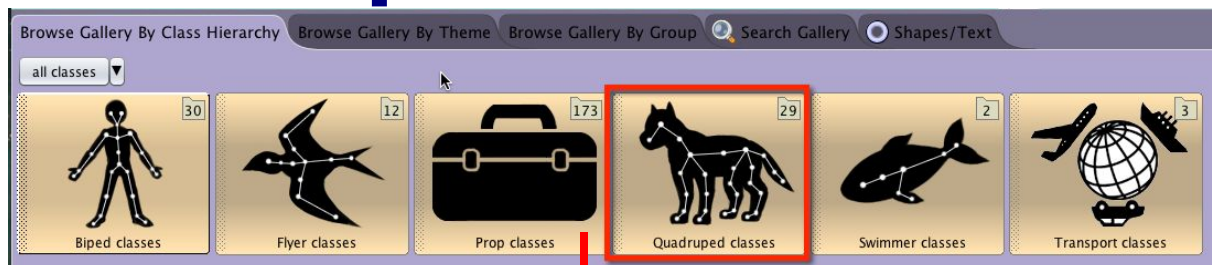 Browse Gallery By Class Hierarchy Browse Gallery By Theme Browse Gallery By Group Search Gallery Shapes/Text
all classes
30 12 173 29 2 3
Biped classes Flyer classes Prop classes Quadruped classes Swimmer classes Transport classes